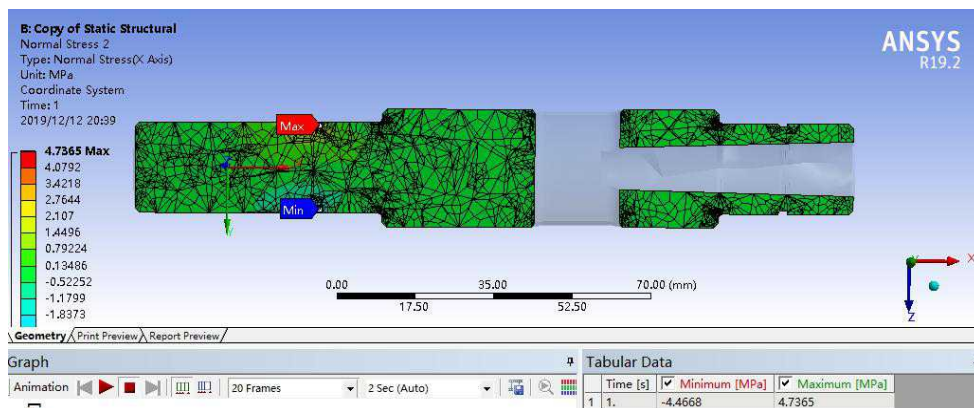 B: Copy of Static Structural
Normal Stress 2
Type: Normal Stress(X Axis)
Unit: MPa
Coordinate System
Time: 1
2019/12/12 20:39
ANSYS
R19.2
4.7365 Max
4.0792
3.4218
2.7644
2.107
1.4496
0.79224
0.13486
-0.52252
-1.1799
-1.8373
Max
Min
0.00 35.00 70.00 (mm)
17.50 52.50
X
Z
Geometry Print Preview Report Preview
Graph
Animation 20 Frames 2 Sec (Auto)
Tabular Data
Time [s] Minimum [MPa] Maximum [MPa]
1 1. -4.4668 4.7365